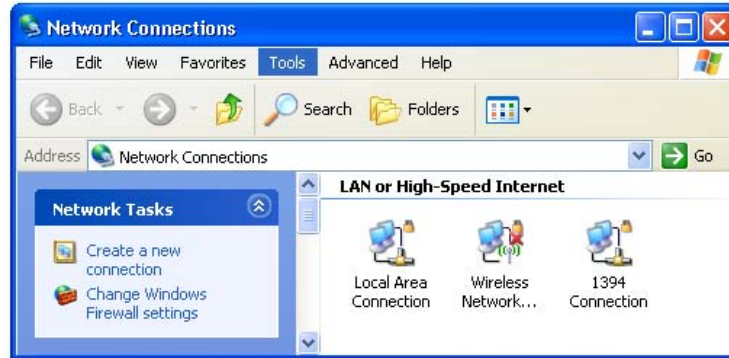 Network Connections
File Edit View Favorites Tools Advanced Help
Back Search Folders
Address Network Connections Go
Network Tasks
Create a new
connection
Change Windows
Firewall settings
LAN or High-Speed Internet
Local Area
Connection
Wireless
Network...
1394
Connection